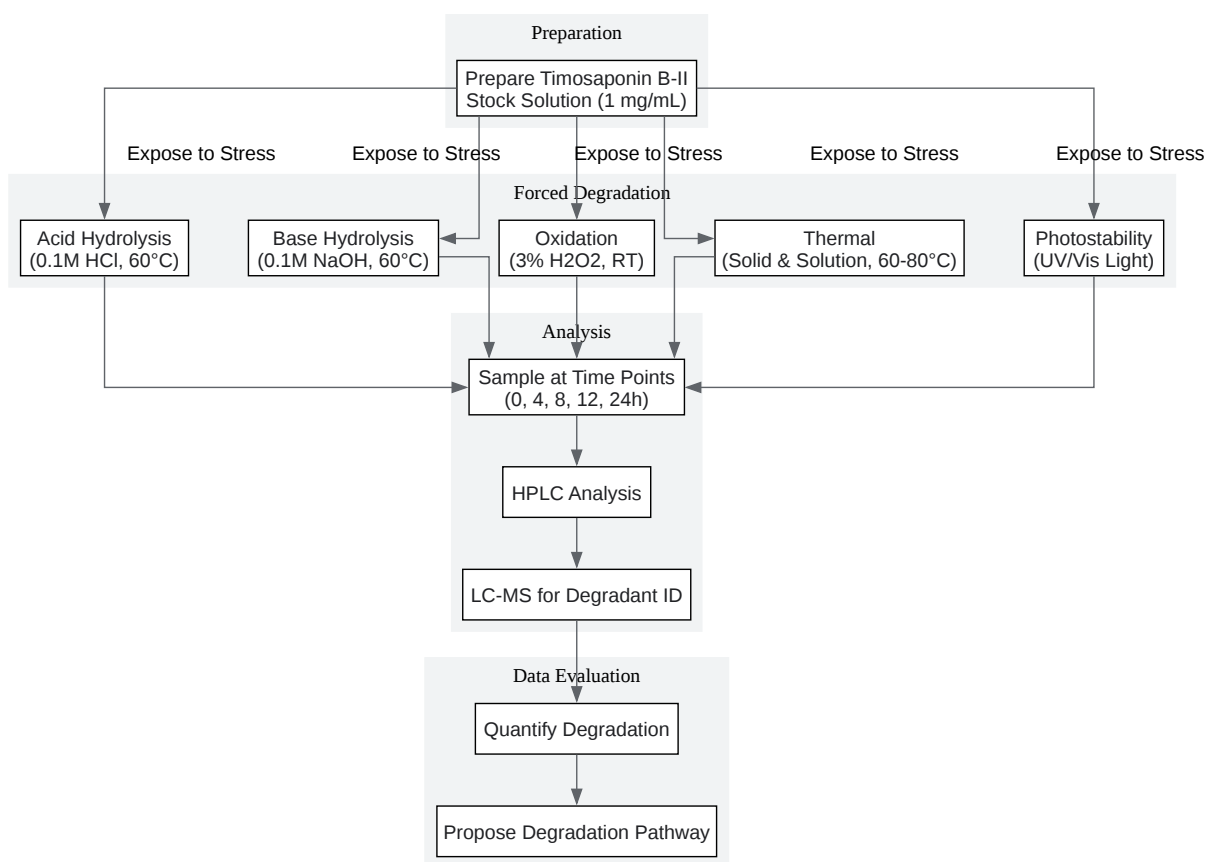 Preparation
Prepare Timosaponin B-II
Stock Solution (1 mg/mL)
Expose to Stress
Expose to Stress
Expose to Stress
Expose to Stress
Expose to Stress
Forced Degradation
Acid Hydrolysis
(0.1M HCl, 60°C)
Base Hydrolysis
(0.1M NaOH, 60°C)
Oxidation
(3% H2O2, RT)
Thermal
(Solid & Solution, 60-80°C)
Photostability
(UV/Vis Light)
Analysis
Sample at Time Points
(0, 4, 8, 12, 24h)
HPLC Analysis
LC-MS for Degradant ID
Data Evaluation
Quantify Degradation
Propose Degradation Pathway